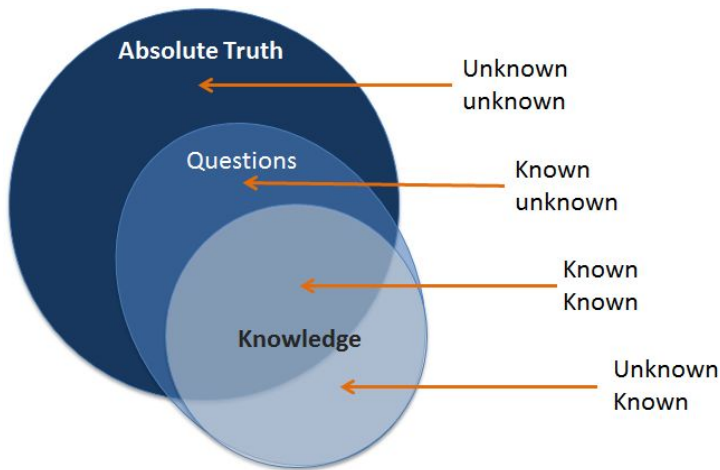 Absolute Truth
Unknown
unknown
Questions
Known
unknown
Known
Known
Knowledge
Unknown
Known